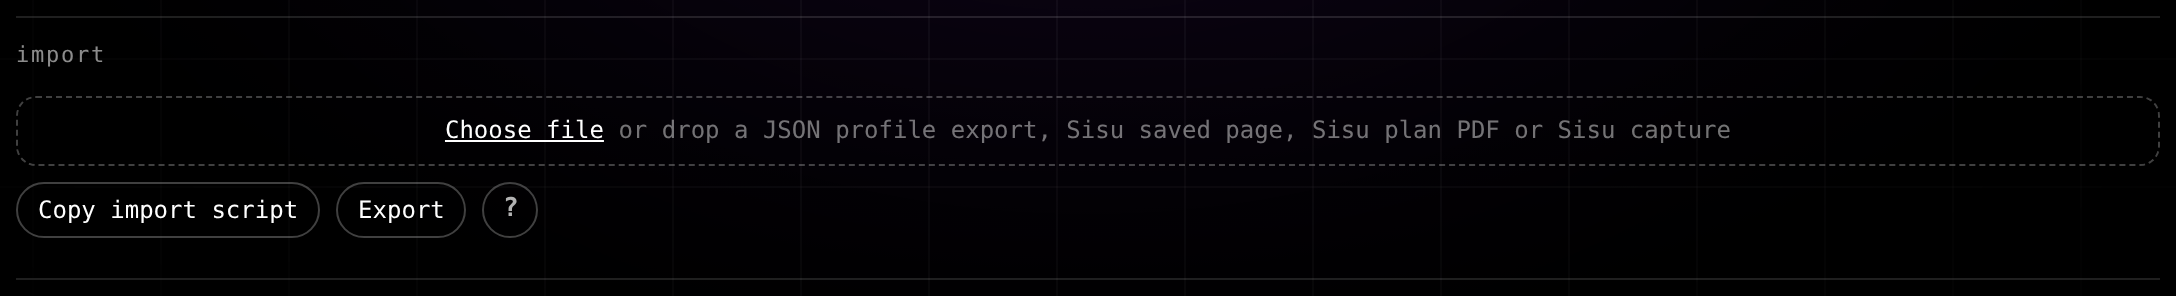 import
Choose file or drop a JSON profile export, Sisu saved page, Sisu plan PDF or Sisu capture
Copy import script Export ?